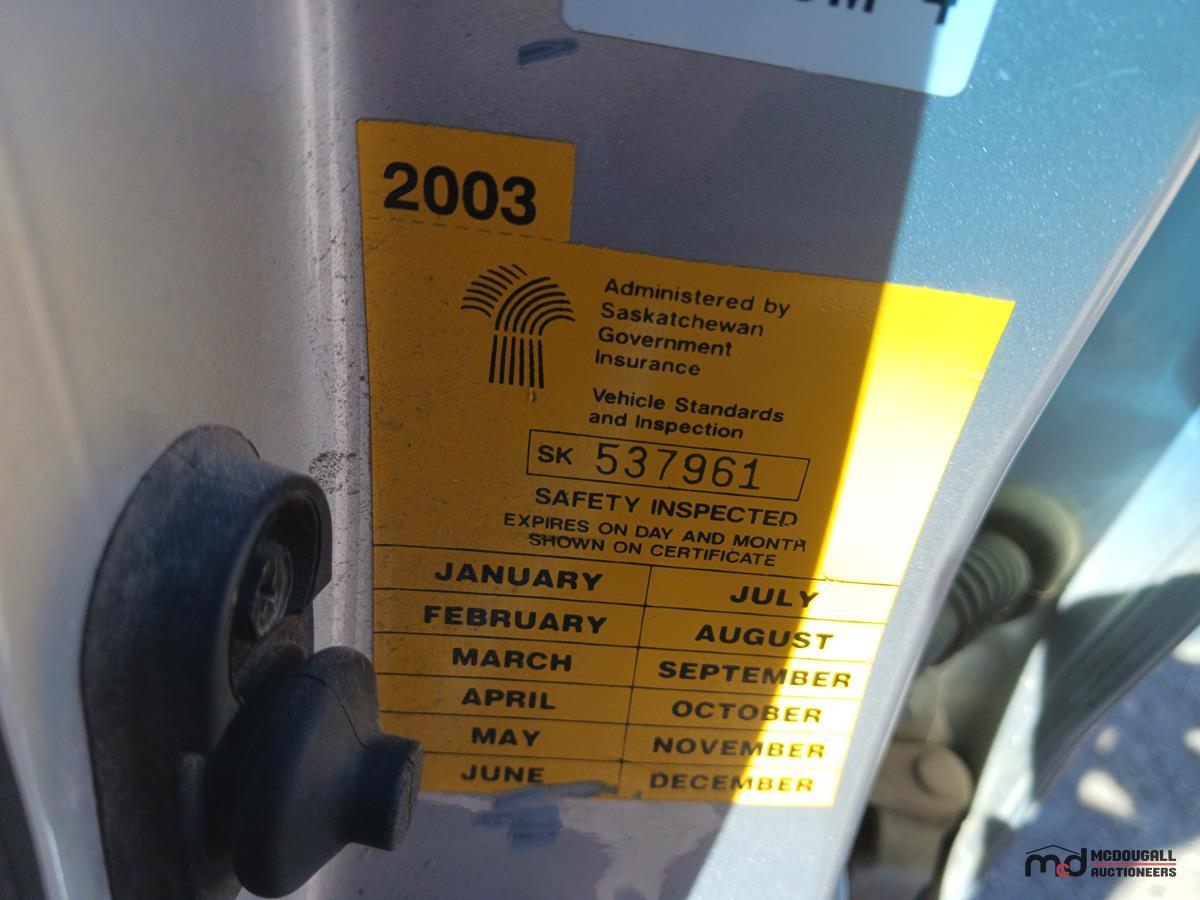 2003
Administered by
Saskatchewan
Government
Insurance
Vehicle Standards
and Inspection
SK 537961
SAFETY INSPECTED
EXPIRES ON DAY AND MONTH
SHOWN ON CERTIFICATE
JANUARY JULY
FEBRUARY AUGUST
MARCH SEPTEMBER
APRIL OCTOBER
MAY NOVEMBER
JUNE DECEMBER
mcd MCDOUGALL
AUCTIONEERS